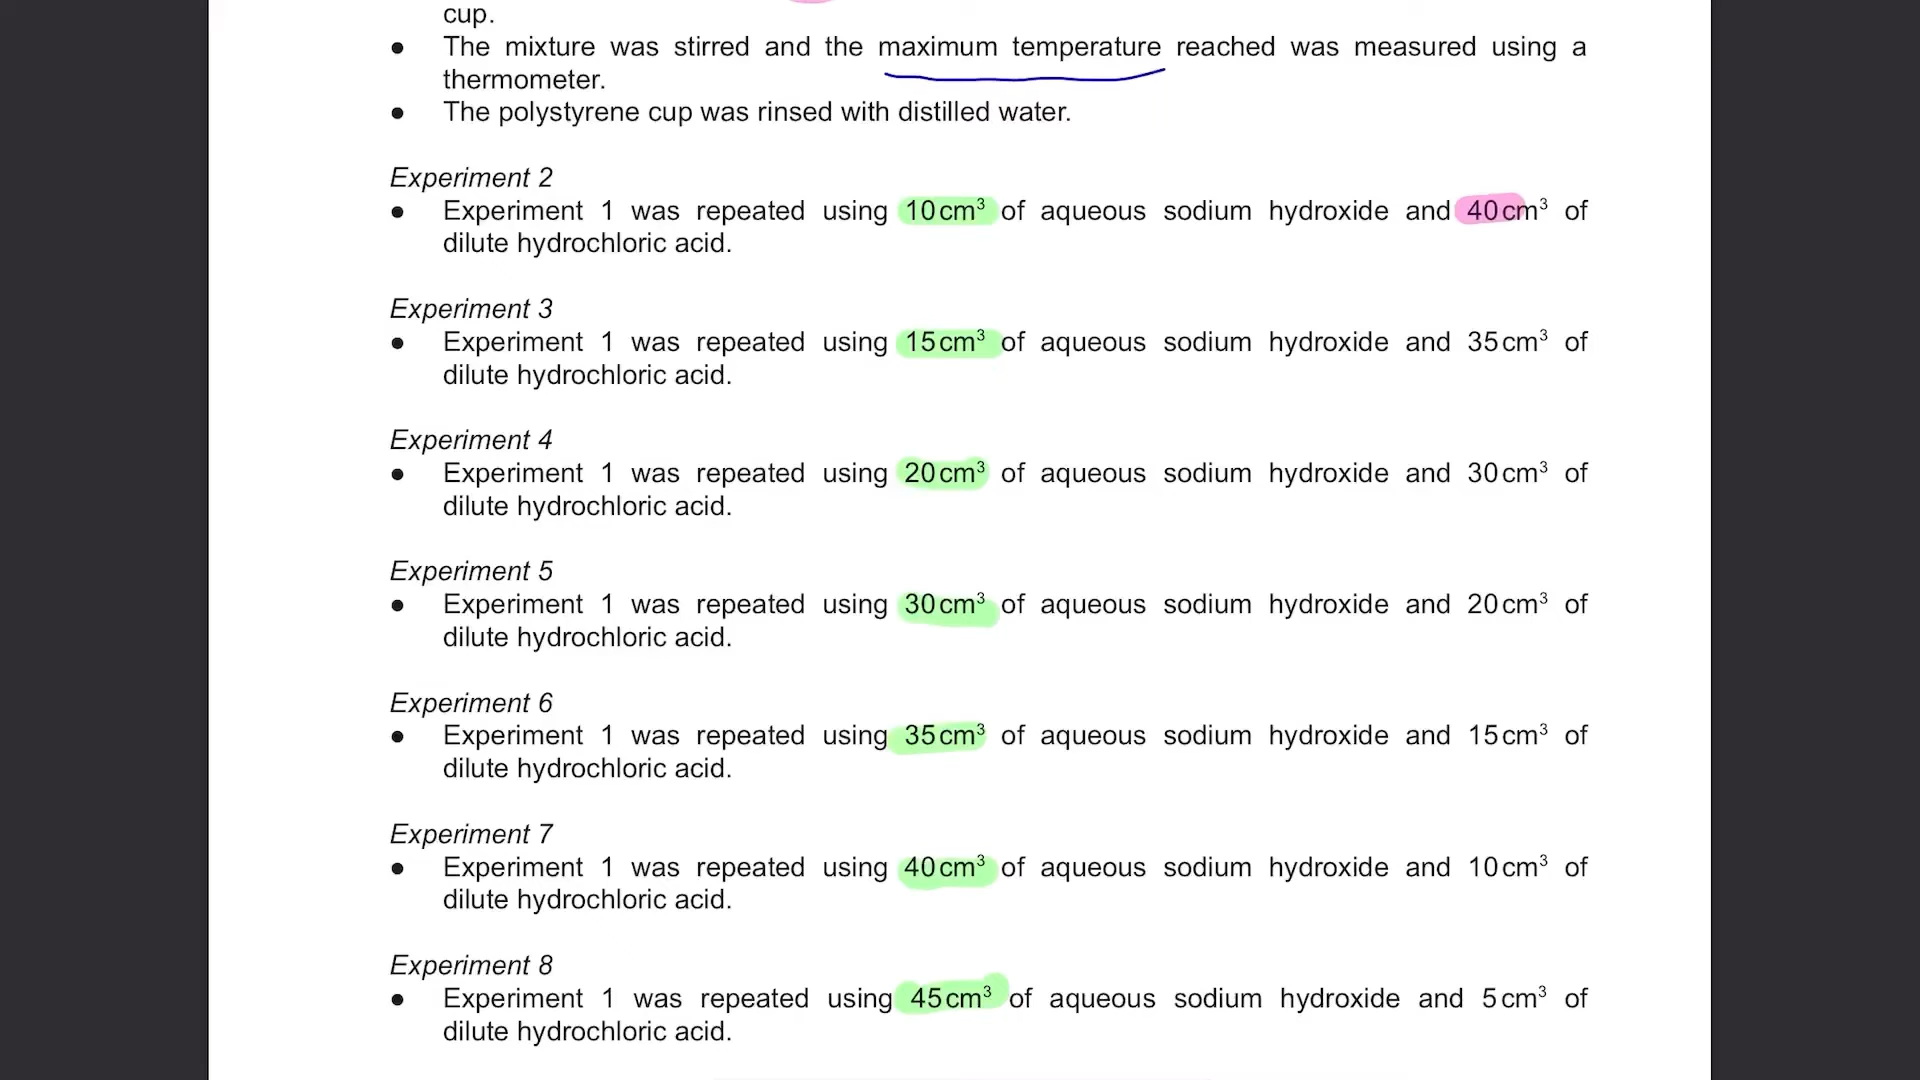 cup.
● The mixture was stirred and the maximum temperature reached was measured using a
thermometer.
● The polystyrene cup was rinsed with distilled water.
Experiment 2
● Experiment 1 was repeated using 10 cm³ of aqueous sodium hydroxide and 40 cm³ of
dilute hydrochloric acid.
Experiment 3
● Experiment 1 was repeated using 15 cm³ of aqueous sodium hydroxide and 35 cm³ of
dilute hydrochloric acid.
Experiment 4
● Experiment 1 was repeated using 20 cm³ of aqueous sodium hydroxide and 30 cm³ of
dilute hydrochloric acid.
Experiment 5
● Experiment 1 was repeated using 30 cm³ of aqueous sodium hydroxide and 20 cm³ of
dilute hydrochloric acid.
Experiment 6
● Experiment 1 was repeated using 35 cm³ of aqueous sodium hydroxide and 15 cm³ of
dilute hydrochloric acid.
Experiment 7
● Experiment 1 was repeated using 40 cm³ of aqueous sodium hydroxide and 10 cm³ of
dilute hydrochloric acid.
Experiment 8
● Experiment 1 was repeated using 45 cm³ of aqueous sodium hydroxide and 5 cm³ of
dilute hydrochloric acid.